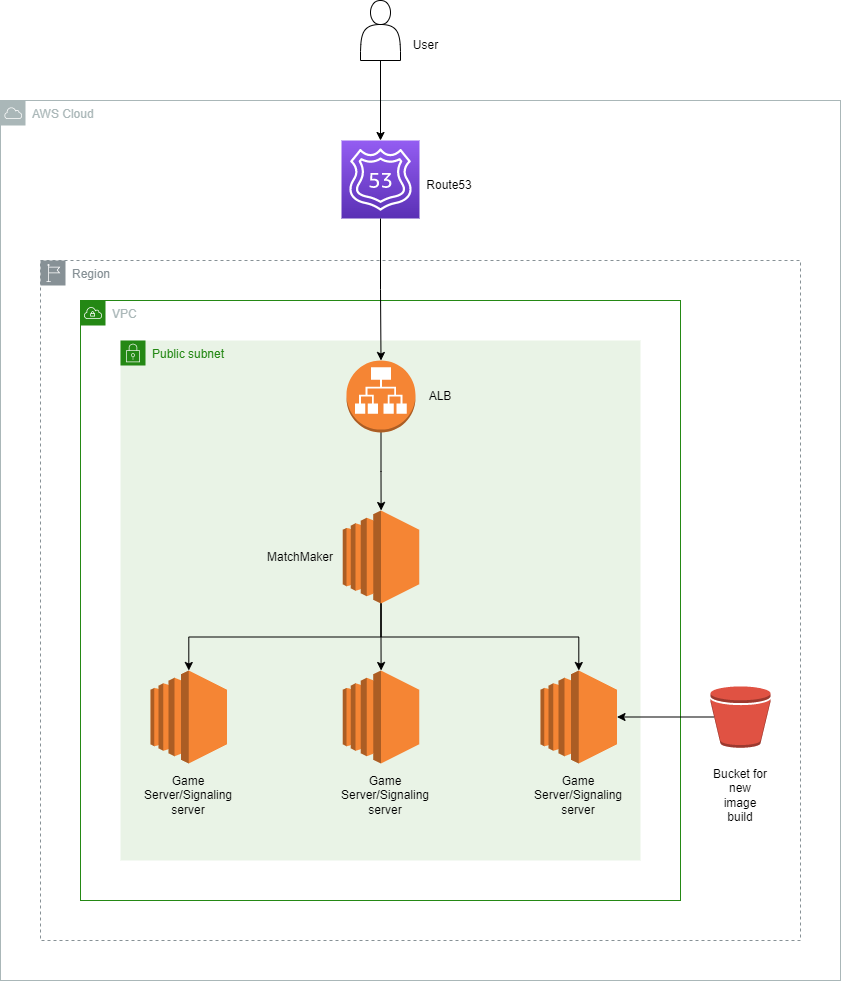 User
AWS Cloud
53
Route53
Region
VPC
Public subnet
ALB
MatchMaker
Game
Server/Signaling
server
Game
Server/Signaling
server
Game
Server/Signaling
server
Bucket for
new
image
build